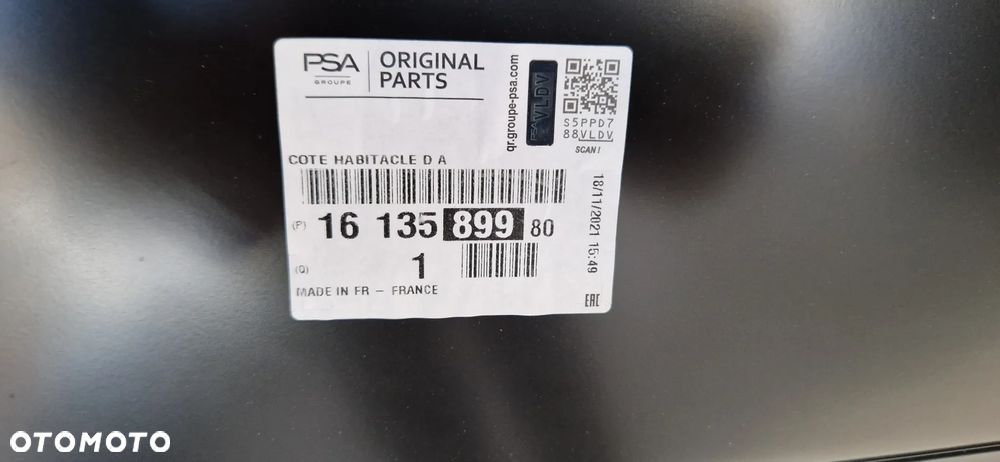 PSA
GROUPE
ORIGINAL
PARTS
qr.groupe-psa.com
PSA VLDV
S5PPD7
88VLDV
SCAN !
COTE HABITACLE D A
(P) 16 135 899 80
(Q) 1
18/11/2021 15:49
MADE IN FR - FRANCE
EAC
OTOMOTO